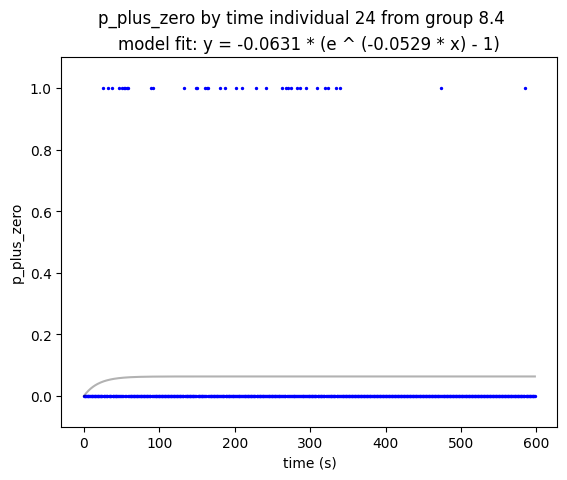 p_plus_zero by time individual 24 from group 8.4
model fit: y = -0.0631 * (e ^ (-0.0529 * x) - 1)
1.0
0.8
0.6
0.4
0.2
0.0
p_plus_zero
0 100 200 300 400 500 600
time (s)